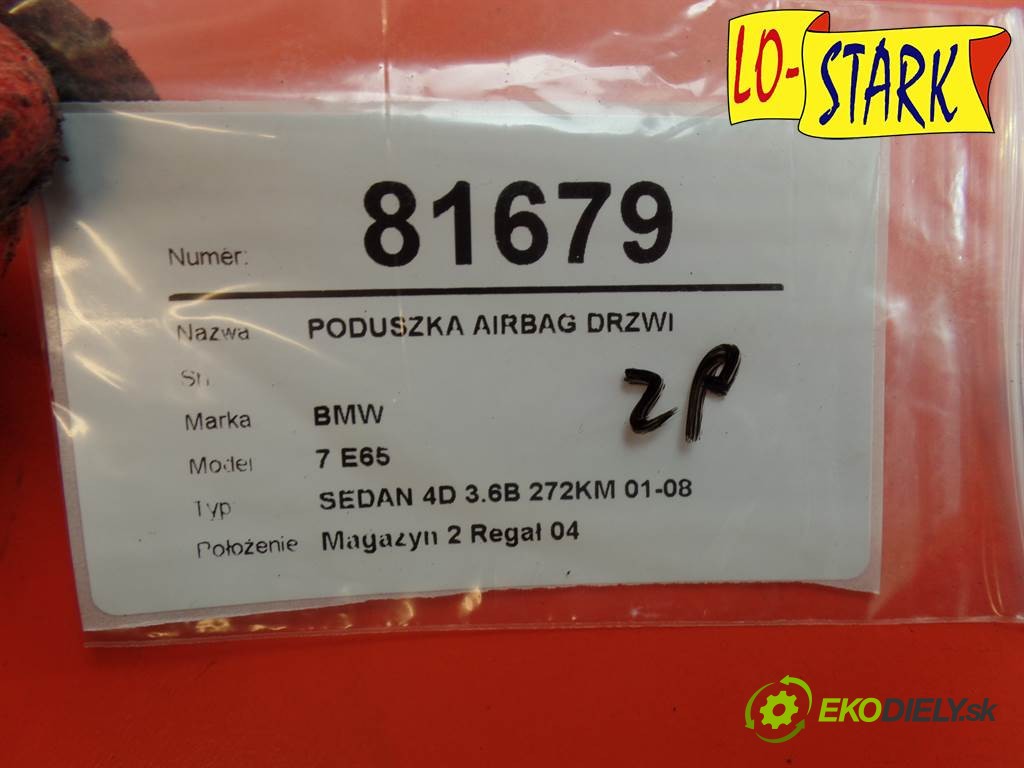 LO-STARK
Numer: 81679
Nazwa PODUSZKA AIRBAG DRZWI
ZP
Marka BMW
Model 7 E65
Typ SEDAN 4D 3.6B 272KM 01-08
Położenie Magazyn 2 Regał 04
EKODIELY.sk